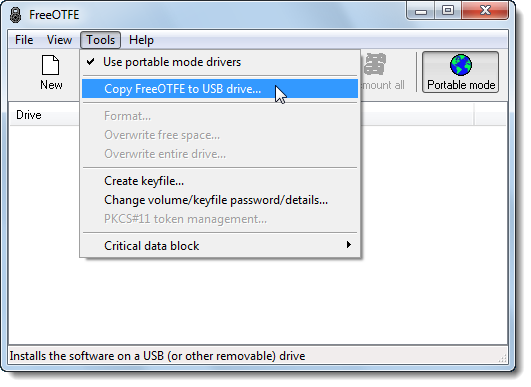 FreeOTFE
File View Tools Help
New
mount all
Portable mode
Drive
Use portable mode drivers
Copy FreeOTFE to USB drive...
Format...
Overwrite free space...
Overwrite entire drive...
Create keyfile...
Change volume/keyfile password/details...
PKCS#11 token management...
Critical data block
Installs the software on a USB (or other removable) drive